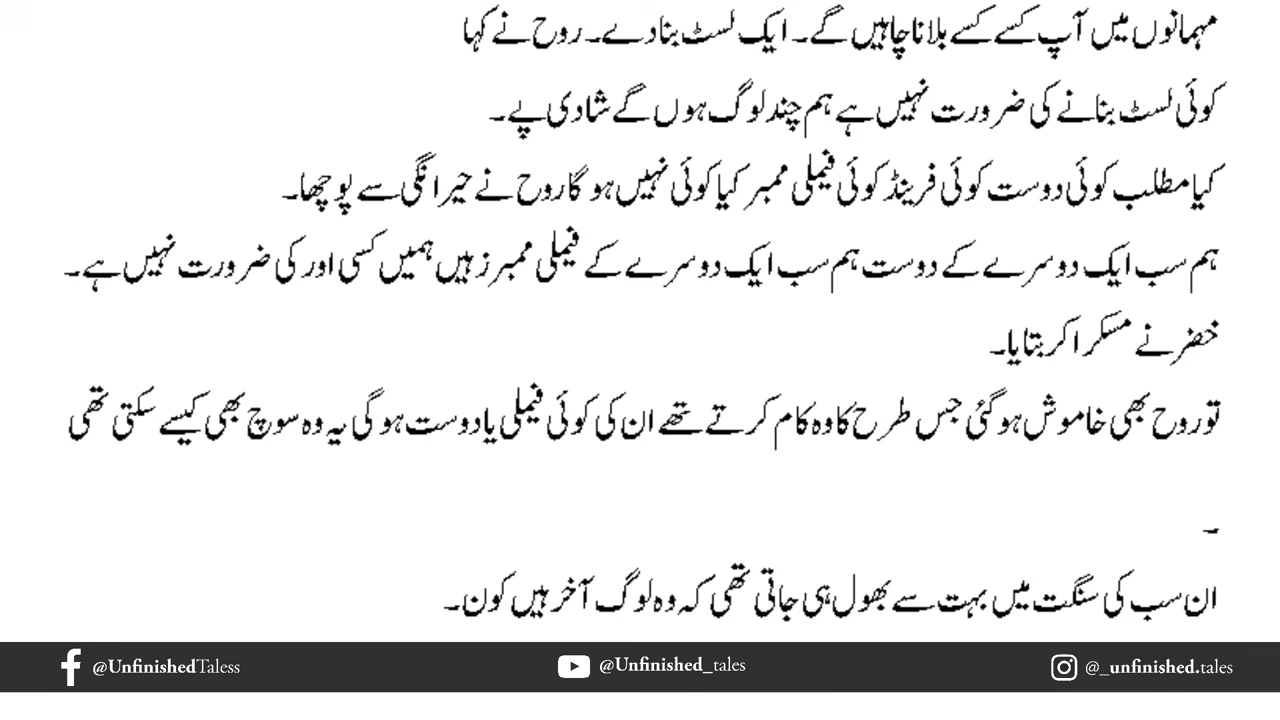 مہمانوں میں آپ کسے کسے بلانا چاہیں گے۔ ایک لسٹ بنا دے۔ روح نے کہا
کوئی لسٹ بنانے کی ضرورت نہیں ہے ہم چند لوگ ہوں گے شادی پے۔
کیا مطلب کوئی دوست کوئی فرینڈ کوئی فیملی ممبر کیا کوئی نہیں ہو گا روح نے حیرانگی سے پوچھا۔
ہم سب ایک دوسرے کے دوست ہم سب ایک دوسرے کے فیملی ممبرز ہیں ہمیں کسی اور کی ضرورت نہیں ہے۔
خضر نے مسکرا کر بتایا۔
تو روح بھی خاموش ہو گئی جس طرح کا وہ کام کرتے تھے ان کی کوئی فیملی یا دوست ہو گی یہ وہ سوچ بھی کیسے سکتی تھی
۔
ان سب کی سنگت میں بہت سے بھول ہی جاتی تھی کہ وہ لوگ آخر ہیں کون۔
@UnfinishedTaless @Unfinished_tales @_unfinished.tales